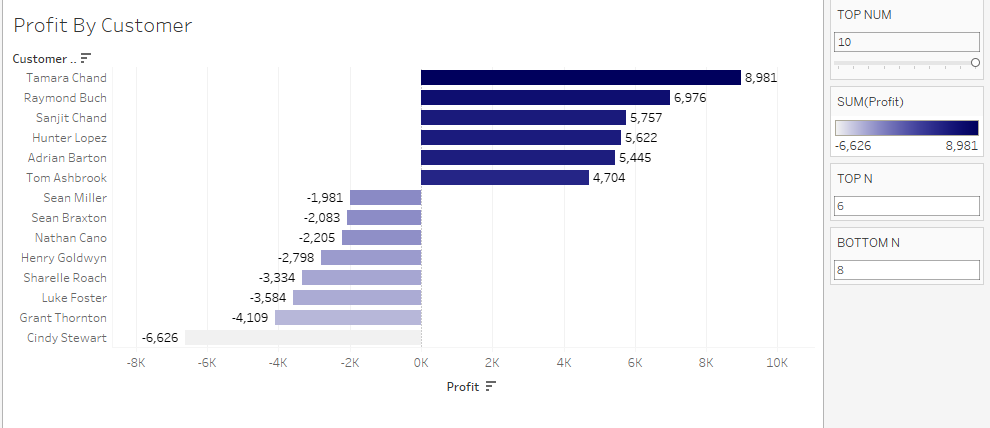 Profit By Customer
Customer ..
Tamara Chand 8,981
Raymond Buch 6,976
Sanjit Chand 5,757
Hunter Lopez 5,622
Adrian Barton 5,445
Tom Ashbrook 4,704
Sean Miller -1,981
Sean Braxton -2,083
Nathan Cano -2,205
Henry Goldwyn -2,798
Sharelle Roach -3,334
Luke Foster -3,584
Grant Thornton -4,109
Cindy Stewart -6,626
-8K -6K -4K -2K 0K 2K 4K 6K 8K 10K
Profit
TOP NUM
10
SUM(Profit)
-6,626 8,981
TOP N
6
BOTTOM N
8